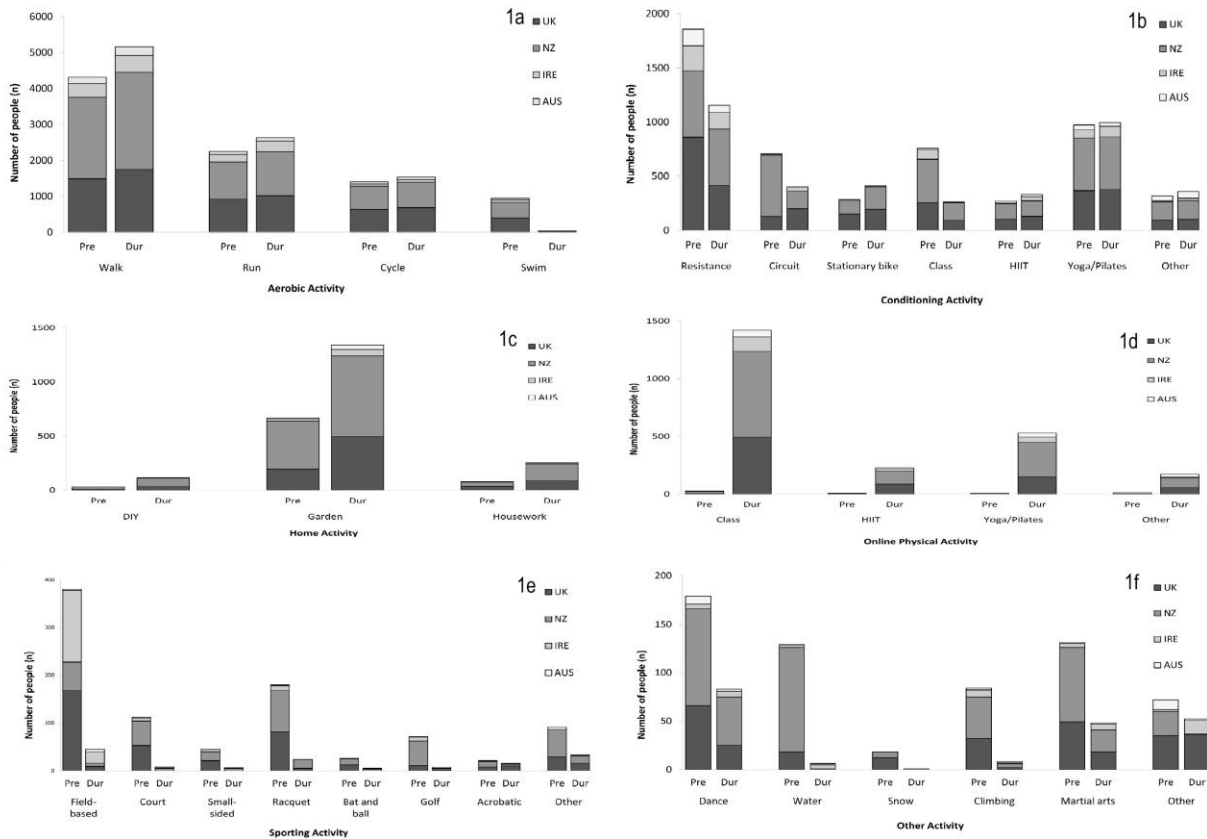 1a
UK
NZ
IRE
AUS
Number of people (n)
6000
5000
4000
3000
2000
1000
0
Pre Dur Pre Dur Pre Dur Pre Dur
Walk Run Cycle Swim
Aerobic Activity
1b
UK
NZ
IRE
AUS
Number of people (n)
2000
1500
1000
500
0
Pre Dur Pre Dur Pre Dur Pre Dur Pre Dur Pre Dur Pre Dur
Resistance Circuit Stationary bike Class HIIT Yoga/Pilates Other
Conditioning Activity
1c
UK
NZ
IRE
AUS
Number of people (n)
1500
1000
500
0
Pre Dur Pre Dur Pre Dur
DIY Garden Housework
Home Activity
1d
UK
NZ
IRE
AUS
Number of people (n)
1500
1000
500
0
Pre Dur Pre Dur Pre Dur Pre Dur
Class HIIT Yoga/Pilates Other
Online Physical Activity
1e
UK
NZ
IRE
AUS
Number of people (n)
400
300
200
100
0
Pre Dur Pre Dur Pre Dur Pre Dur Pre Dur Pre Dur Pre Dur Pre Dur
Field- Court Small- Racquet Bat and Golf Acrobatic Other
based sided ball
Sporting Activity
1f
UK
NZ
IRE
AUS
Number of people (n)
200
150
100
50
0
Pre Dur Pre Dur Pre Dur Pre Dur Pre Dur Pre Dur
Dance Water Snow Climbing Martial arts Other
Other Activity